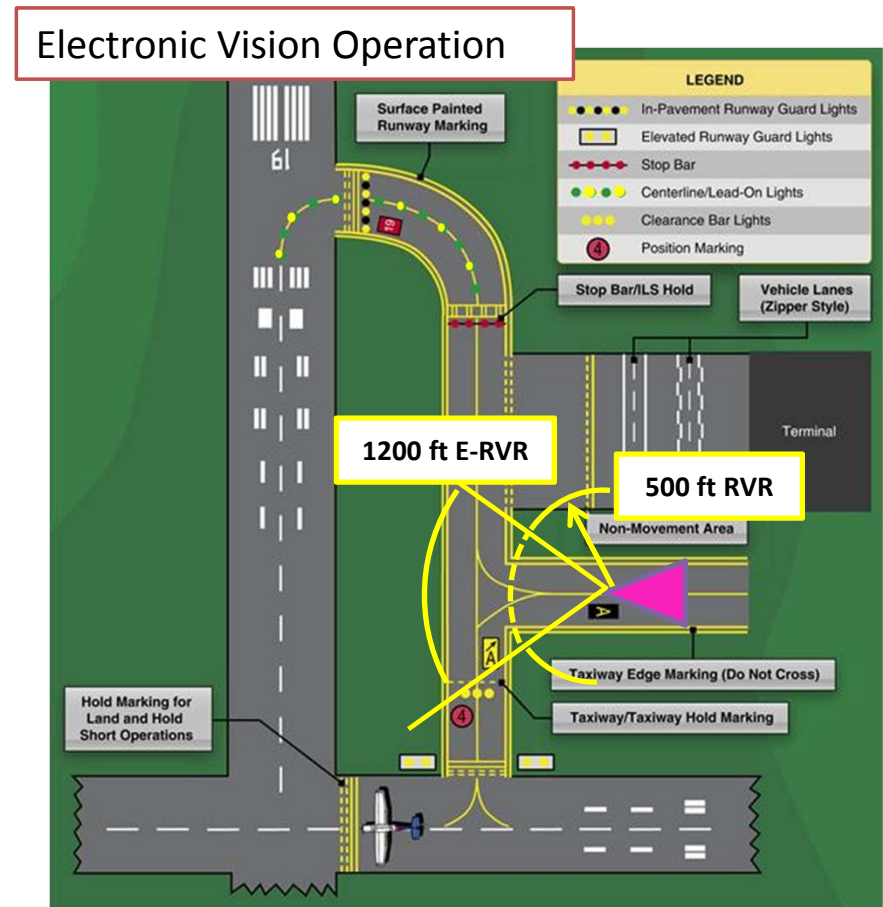 Electronic Vision Operation
LEGEND
In-Pavement Runway Guard Lights
Elevated Runway Guard Lights
Stop Bar
Centerline/Lead-On Lights
Clearance Bar Lights
4
Position Marking
Surface Painted
Runway Marking
19
19
Stop Bar/ILS Hold
Vehicle Lanes
(Zipper Style)
Terminal
1200 ft E-RVR
500 ft RVR
Non-Movement Area
A
A
Taxiway Edge Marking (Do Not Cross)
Hold Marking for
Land and Hold
Short Operations
4
Taxiway/Taxiway Hold Marking